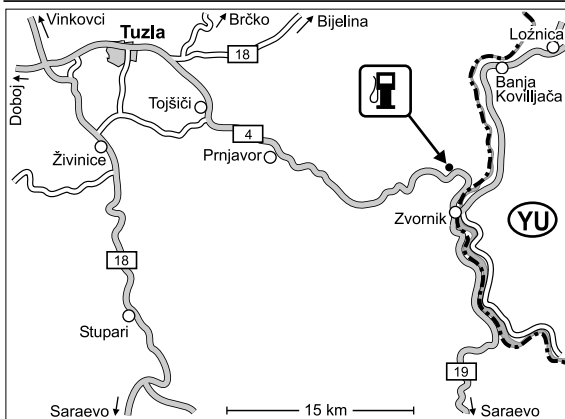 Vinkovci
Brčko
Bijelina
Ložnica
Tuzla
18
Banja
Kovilljača
Doboj
Tojšiči
4
Prnjavor
Živinice
Zvornik
YU
18
Stupari
19
Saraevo
15 km
Saraevo